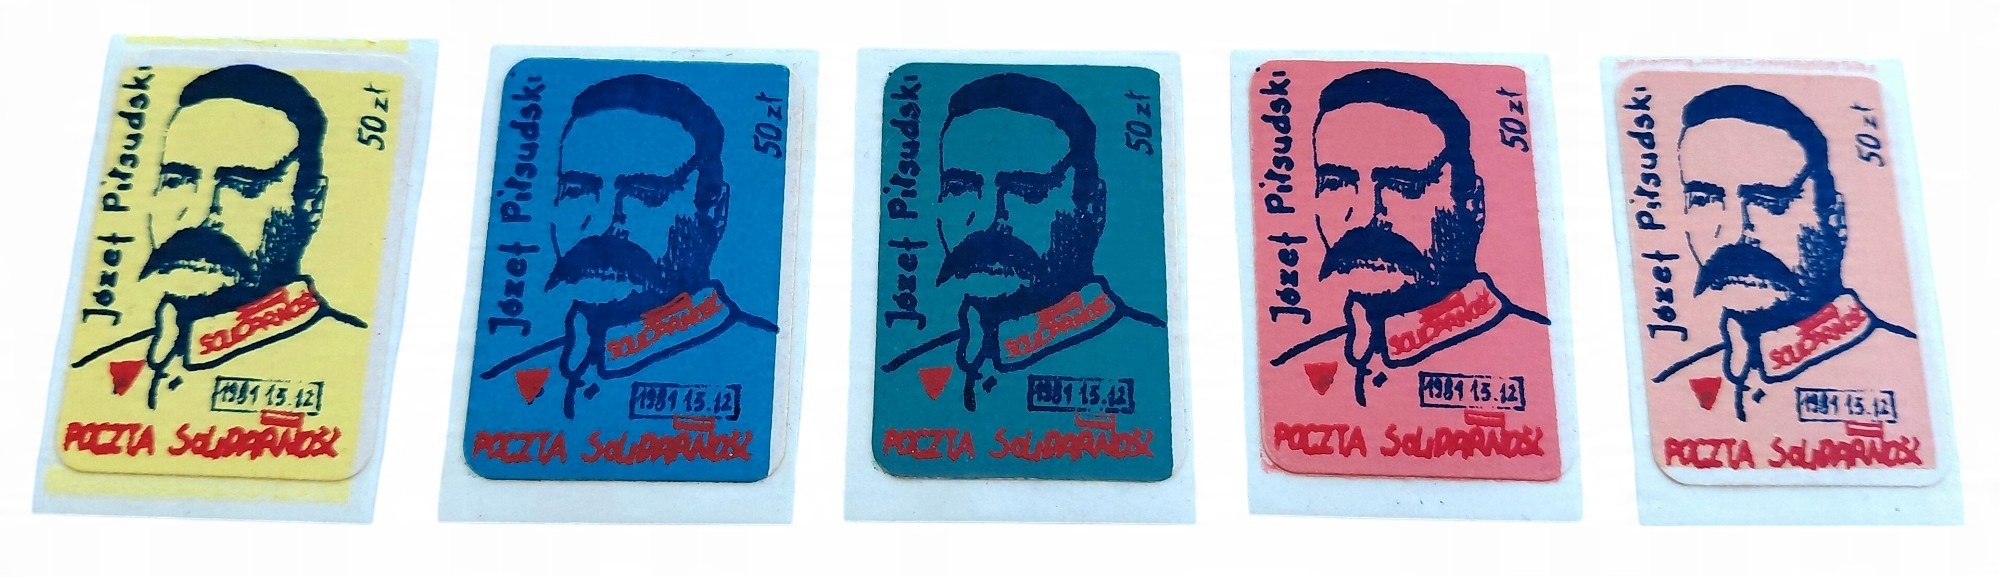 Józef Piłsudski
50 zł
SOLIDARNOŚĆ
1981 13.12
POCZTA SOLIDARNOŚĆ
Józef Piłsudski
50 zł
SOLIDARNOŚĆ
1981 13.12
POCZTA SOLIDARNOŚĆ
Józef Piłsudski
50 zł
SOLIDARNOŚĆ
1981 13.12
POCZTA SOLIDARNOŚĆ
Józef Piłsudski
50 zł
SOLIDARNOŚĆ
1981 13.12
POCZTA SOLIDARNOŚĆ
Józef Piłsudski
50 zł
SOLIDARNOŚĆ
1981 13.12
POCZTA SOLIDARNOŚĆ